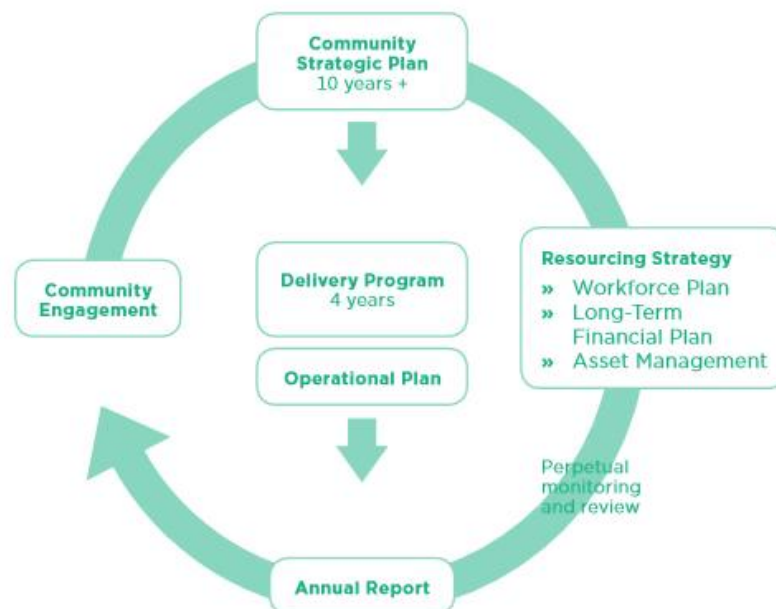 Community
Strategic Plan
10 years +
Community
Engagement
Delivery Program
4 years
Operational Plan
Resourcing Strategy
» Workforce Plan
» Long-Term
Financial Plan
» Asset Management
Perpetual
monitoring
and review
Annual Report